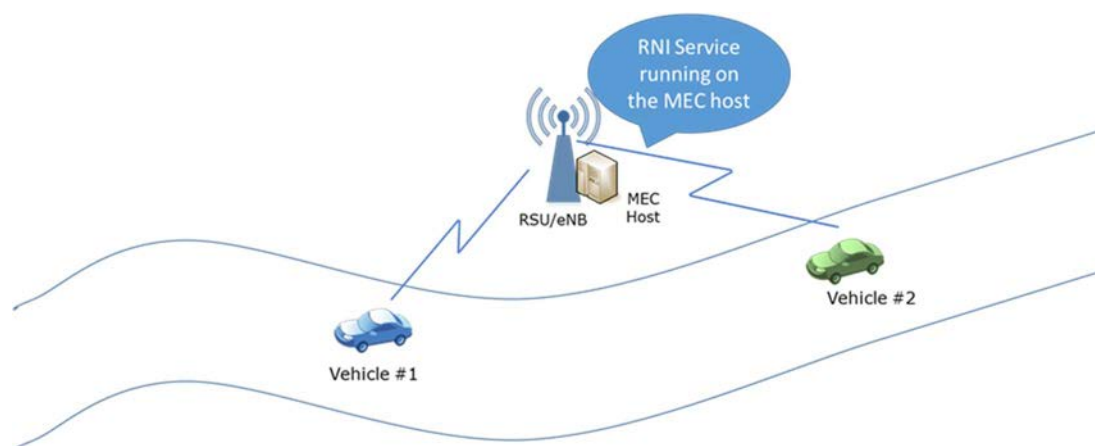 RNI Service
running on
the MEC host
RSU/eNB
MEC
Host
Vehicle #2
Vehicle #1